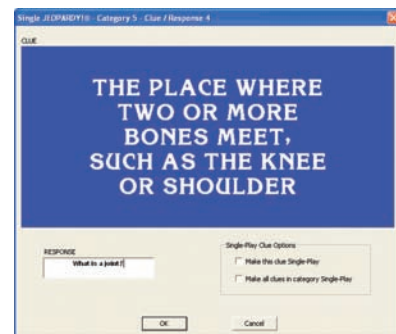 Single JEOPARDY!® - Category 5 - Clue / Response 4
CLUE
THE PLACE WHERE
TWO OR MORE
BONES MEET,
SUCH AS THE KNEE
OR SHOULDER
RESPONSE
What is a joint?
Single-Play Clue Options
Make this clue Single-Play
Make all clues in category Single-Play
OK
Cancel